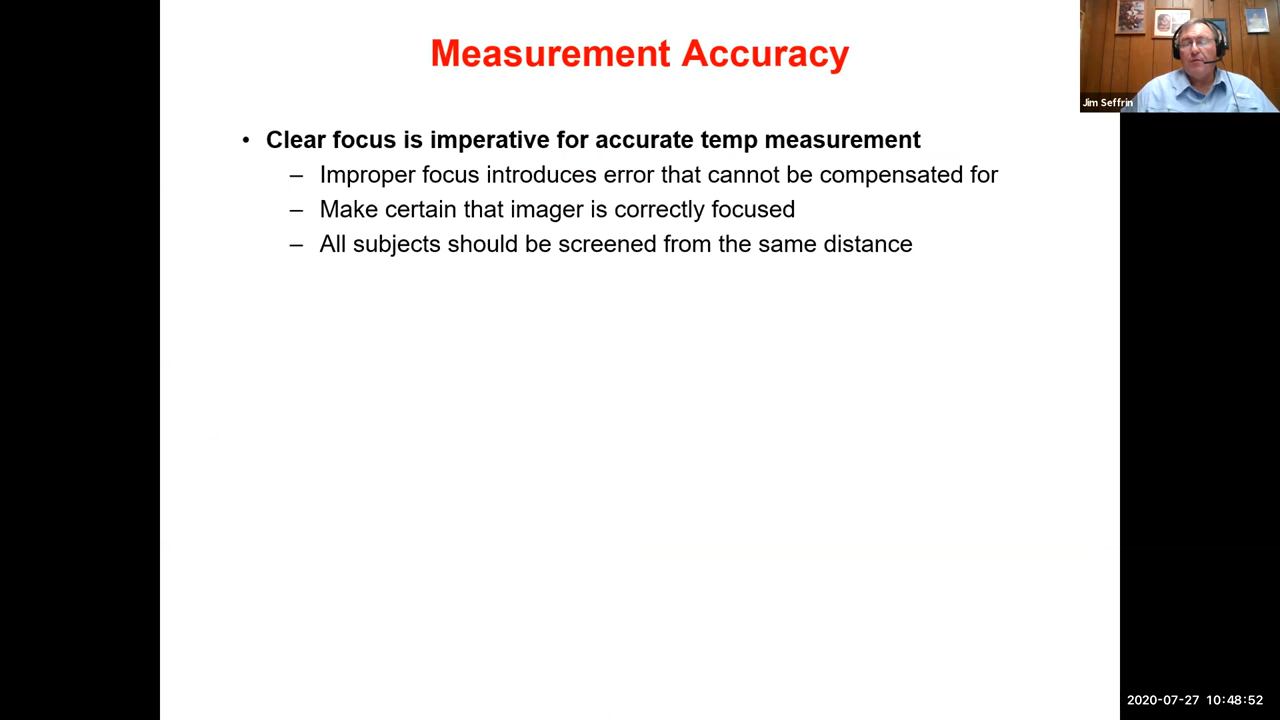 Measurement Accuracy
Jim Seffrin
• Clear focus is imperative for accurate temp measurement
– Improper focus introduces error that cannot be compensated for
– Make certain that imager is correctly focused
– All subjects should be screened from the same distance
2020-07-27 10:48:52